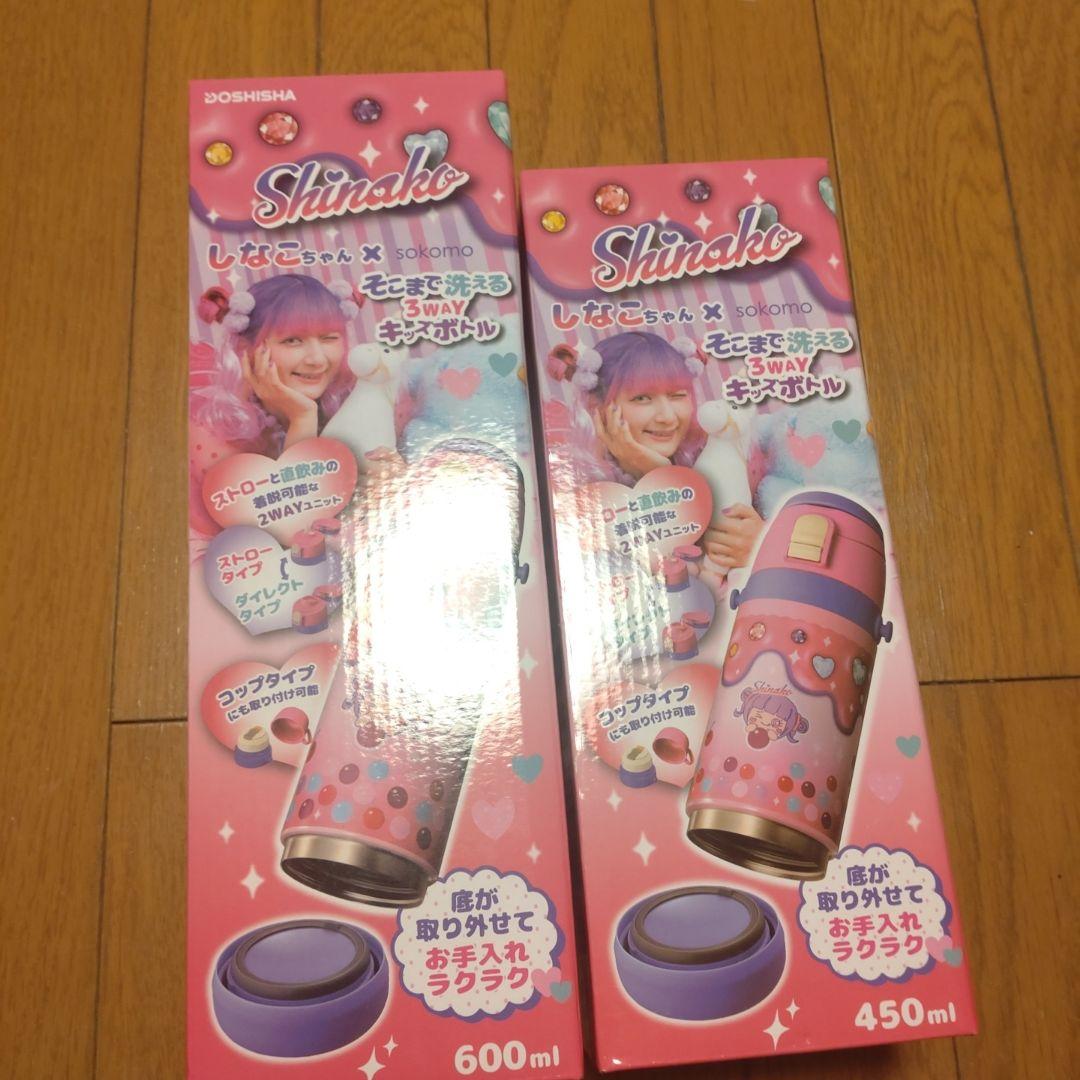 DOSHISHA
Shinako
しなこちゃん × sokomo
そこまで洗える
3WAY
キッズボトル
ストローと直飲みの
着脱可能な
2WAYユニット
ストロー
タイプ
ダイレクト
タイプ
コップタイプ
にも取り付け可能
底が
取り外せて
お手入れ
ラクラク
600ml
Shinako
しなこちゃん × sokomo
そこまで洗える
3WAY
キッズボトル
ローと直飲みの
着脱可能な
2WAYユニット
コップタイプ
にも取り付け可能
Shinako
底が
取り外せて
お手入れ
ラクラク
450ml